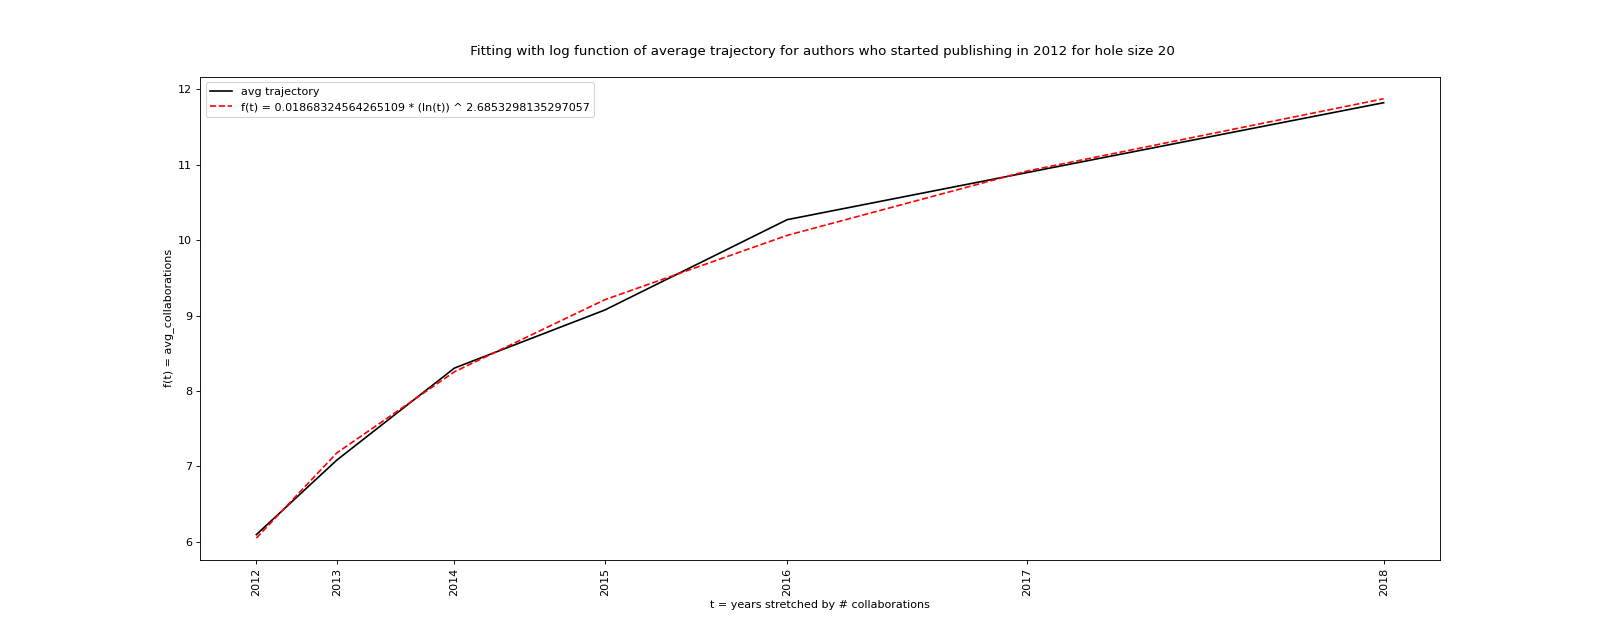 Fitting with log function of average trajectory for authors who started publishing in 2012 for hole size 20
avg trajectory
f(t) = 0.01868324564265109 * (ln(t)) ^ 2.6853298135297057
12
11
10
9
8
7
6
f(t) = avg_collaborations
2012
2013
2014
2015
2016
2017
2018
t = years stretched by # collaborations